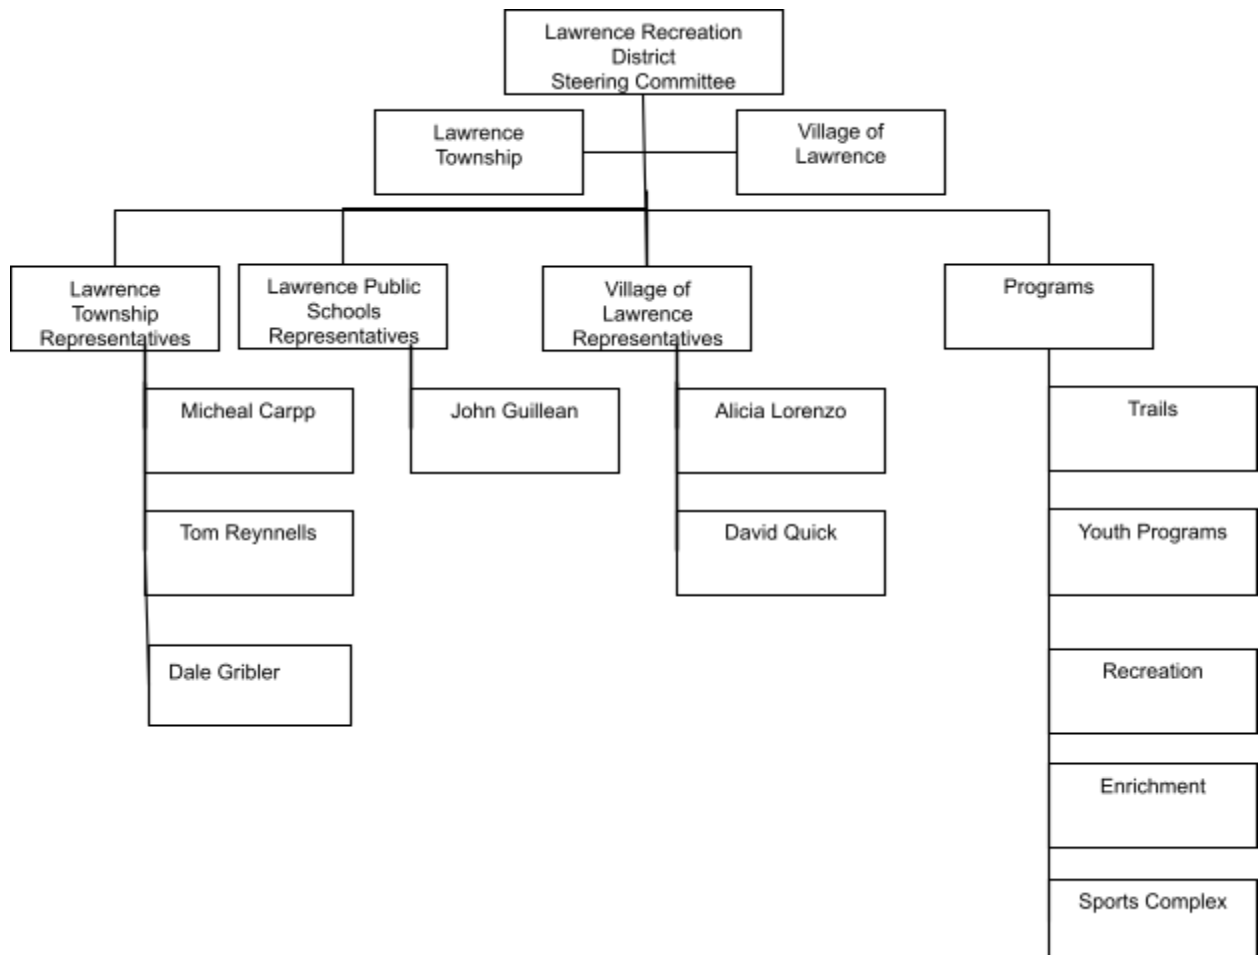 Lawrence Recreation
District
Steering Committee
Lawrence
Township
Village of
Lawrence
Lawrence
Township
Representatives
Lawrence Public
Schools
Representatives
Village of
Lawrence
Representatives
Programs
Micheal Carpp
John Guillean
Alicia Lorenzo
Trails
Tom Reynnells
David Quick
Youth Programs
Dale Gribler
Recreation
Enrichment
Sports Complex